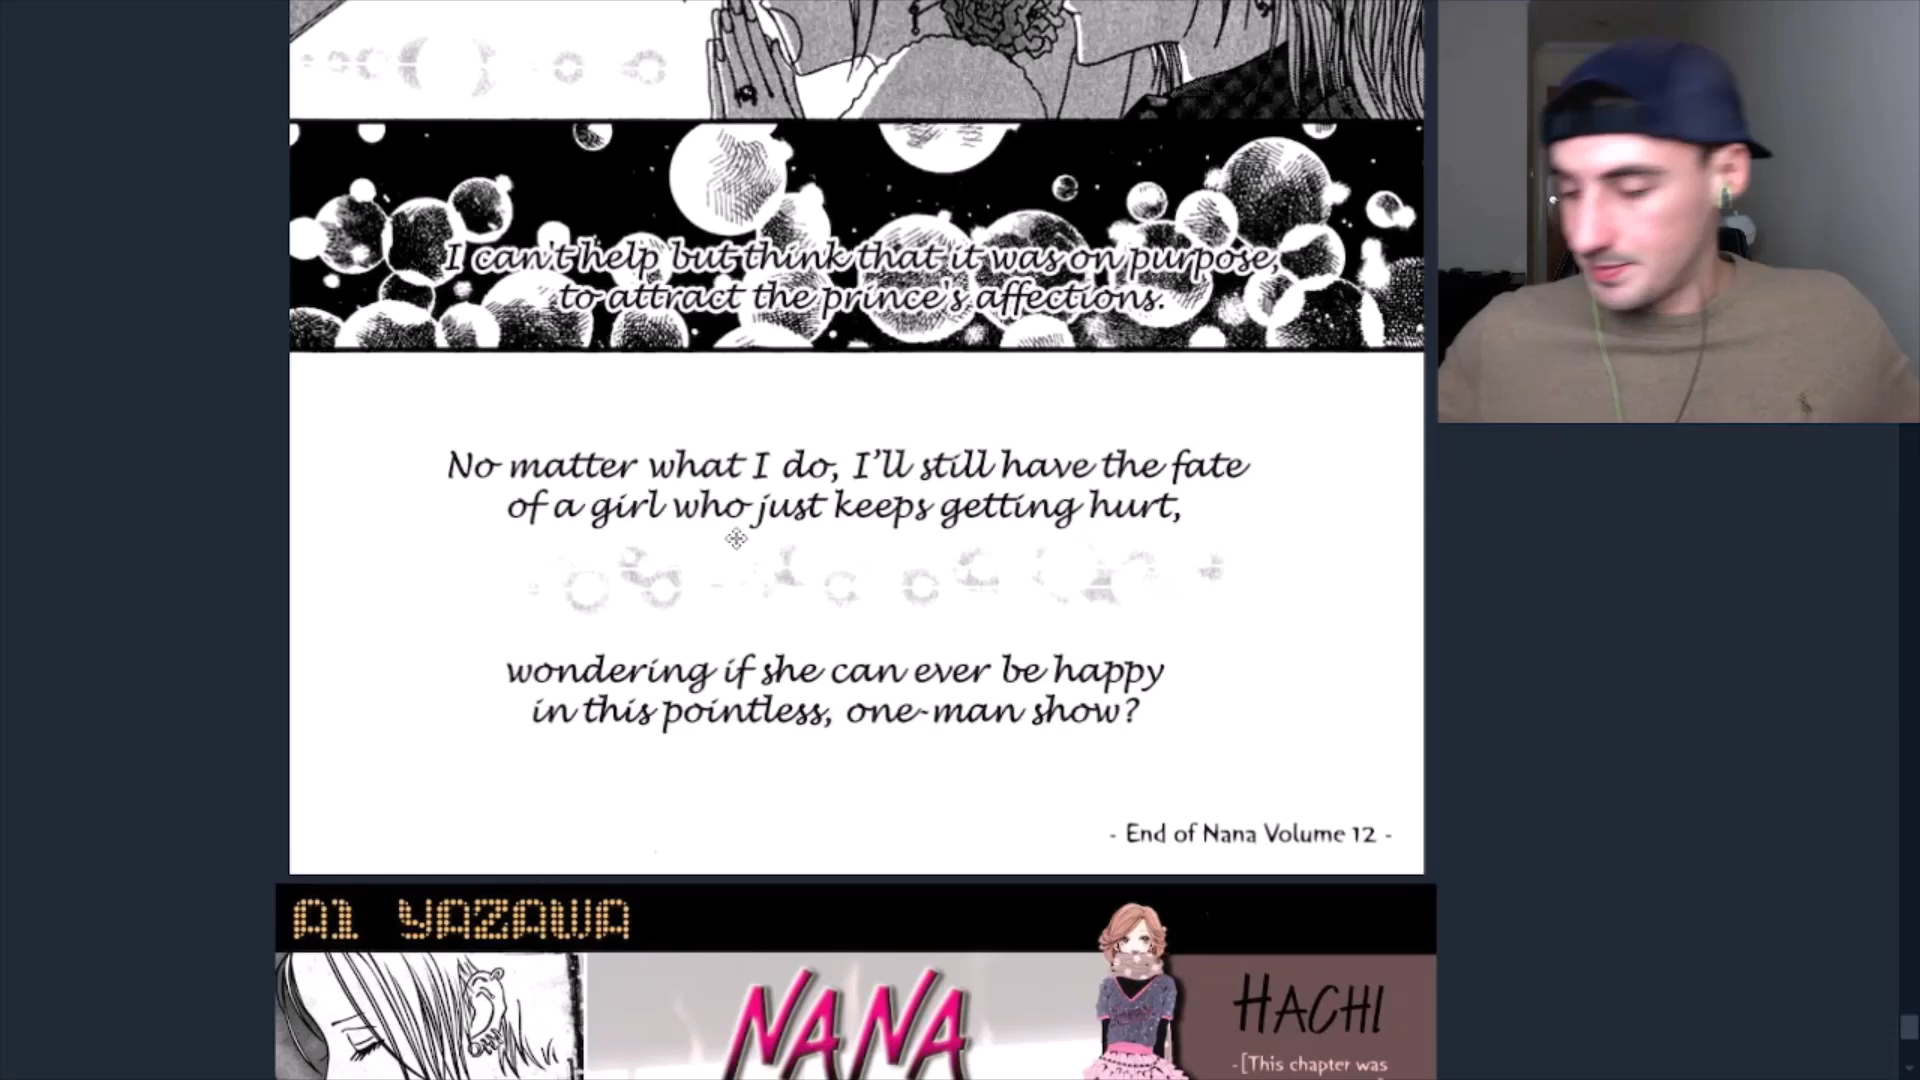 I can't help but think that it was on purpose,
to attract the prince's affections.
No matter what I do, I'll still have the fate
of a girl who just keeps getting hurt,
wondering if she can ever be happy
in this pointless, one-man show?
- End of Nana Volume 12 -
AI YAZAWA
NANA
HACHI
-[This chapter was